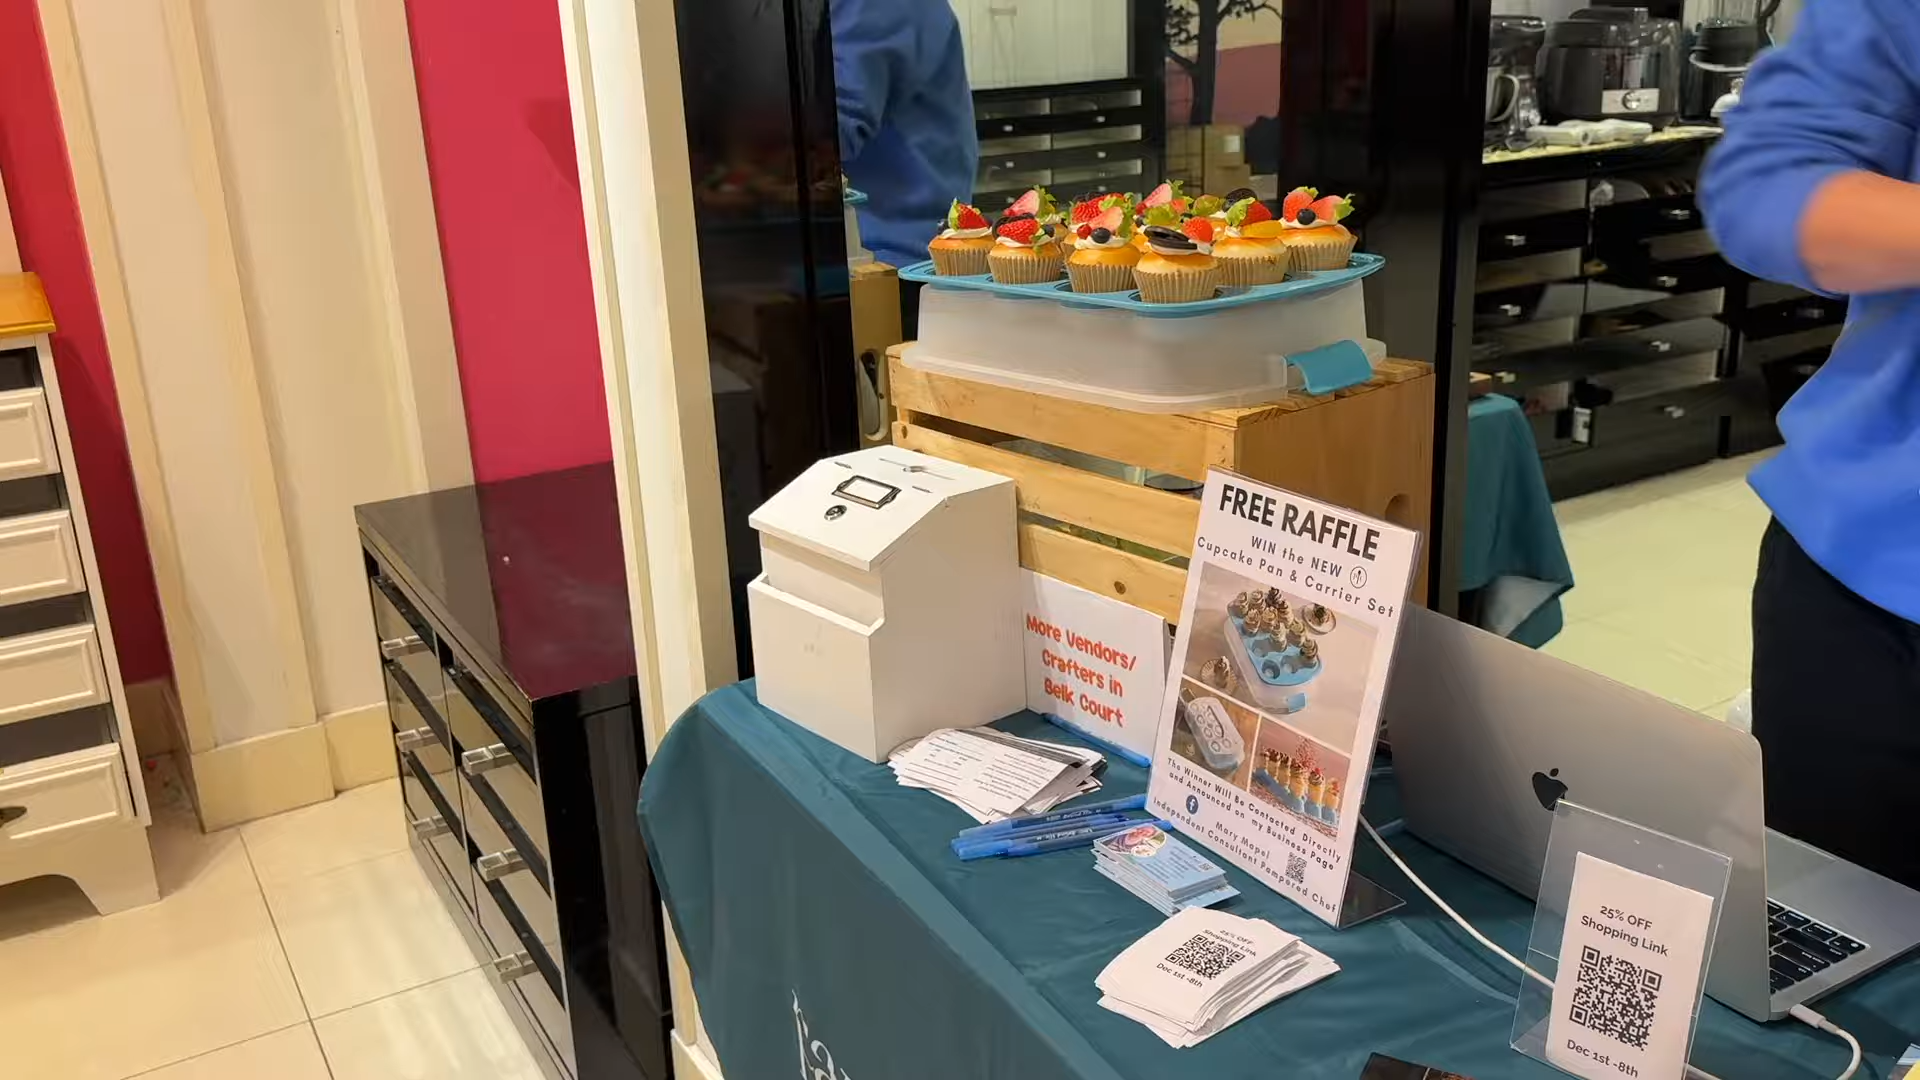 FREE RAFFLE
WIN the NEW
Cupcake Pan & Carrier Set
The Winner Will Be Contacted Directly
and Announced on my Business Page
Mary Mapel
Independent Consultant Pampered Chef
More Vendors/
Crafters in
Belk Court
25% OFF
Shopping Link
Dec 1st -8th
25% OFF
Shopping Link
Dec 1st -8th